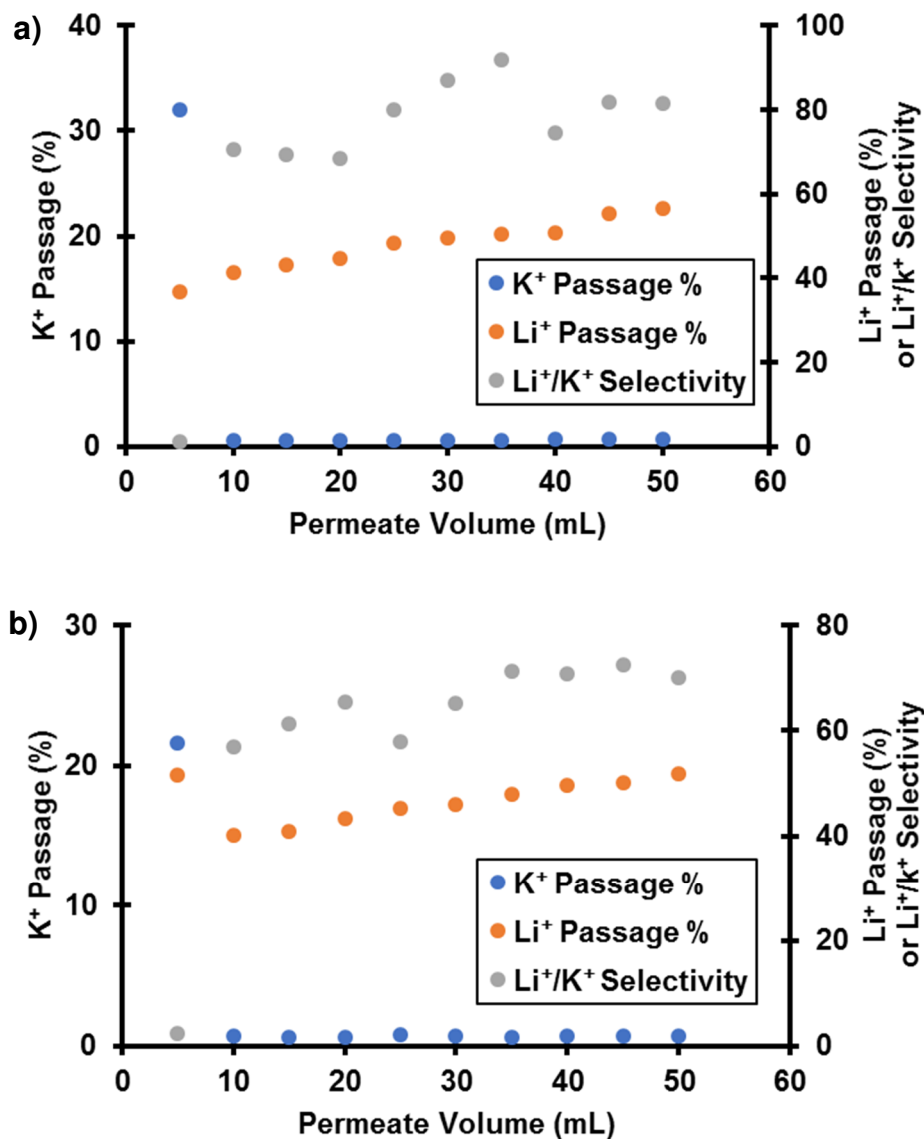 a)
K⁺ Passage (%)
40
30
20
10
0
100
80
60
40
20
0
Li⁺ Passage (%)
or Li⁺/k⁺ Selectivity
K⁺ Passage %
Li⁺ Passage %
Li⁺/K⁺ Selectivity
0 10 20 30 40 50 60
Permeate Volume (mL)
b)
K⁺ Passage (%)
30
20
10
0
80
60
40
20
0
Li⁺ Passage (%)
or Li⁺/k⁺ Selectivity
K⁺ Passage %
Li⁺ Passage %
Li⁺/K⁺ Selectivity
0 10 20 30 40 50 60
Permeate Volume (mL)